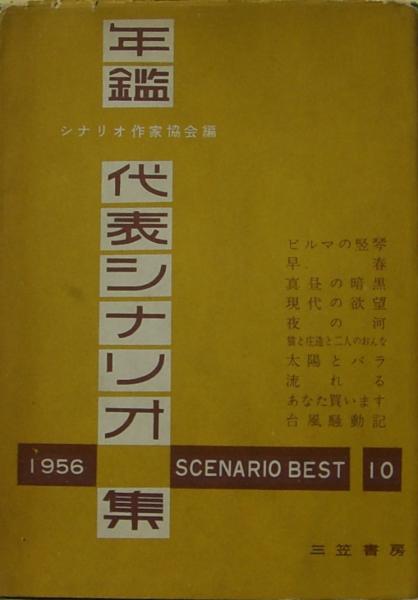 年鑑
シナリオ作家協会編
代表シナリオ集
ビルマの竪琴
早春
真昼の暗黒
現代の欲望
夜の河
猫と庄造と二人のおんな
太陽とバラ
流れる
あなた買います
台風騒動記
1956 SCENARIO BEST 10
三笠書房